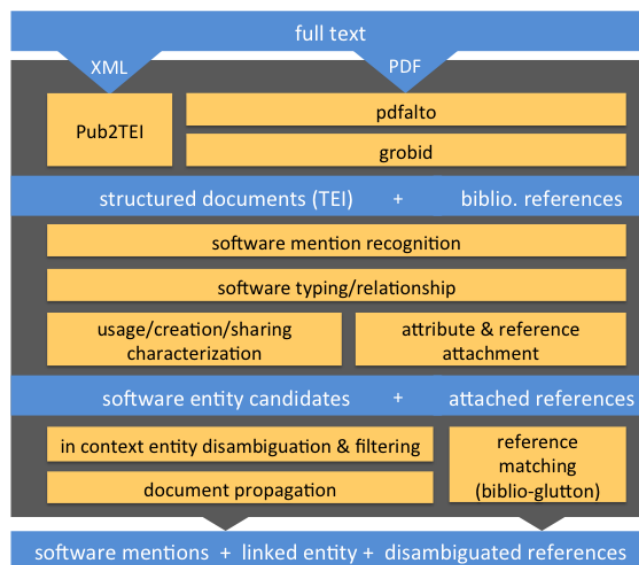 full text
XML
PDF
Pub2TEI
pdfalto
grobid
structured documents (TEI) + biblio. references
software mention recognition
software typing/relationship
usage/creation/sharing
characterization
attribute & reference
attachment
software entity candidates + attached references
in context entity disambiguation & filtering
document propagation
reference
matching
(biblio-glutton)
software mentions + linked entity + disambiguated references